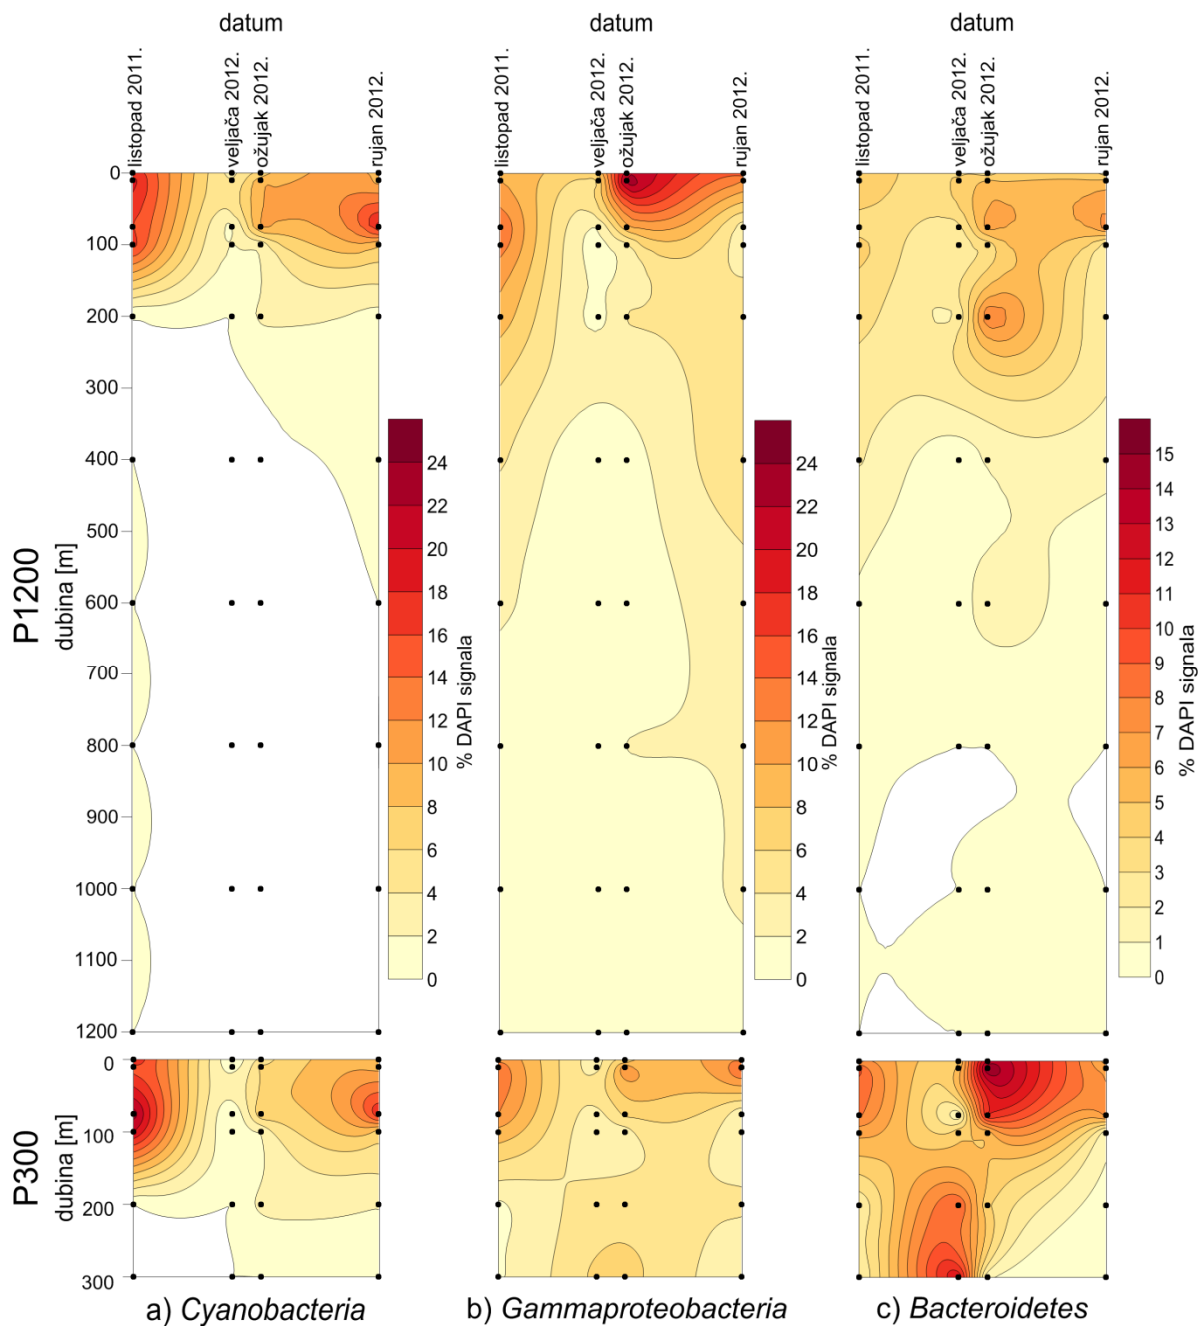 datum
datum
datum
listopad 2011.
veljača 2012.
ožujak 2012.
rujan 2012.
listopad 2011.
veljača 2012.
ožujak 2012.
rujan 2012.
listopad 2011.
veljača 2012.
ožujak 2012.
rujan 2012.
P1200
dubina [m]
0
100
200
300
400
500
600
700
800
900
1000
1100
1200
24
22
20
18
16
14
12
10
8
6
4
2
0
% DAPI signala
24
22
20
18
16
14
12
10
8
6
4
2
0
% DAPI signala
15
14
13
12
11
10
9
8
7
6
5
4
3
2
1
0
% DAPI signala
P300
dubina [m]
0
100
200
300
a) Cyanobacteria
b) Gammaproteobacteria
c) Bacteroidetes